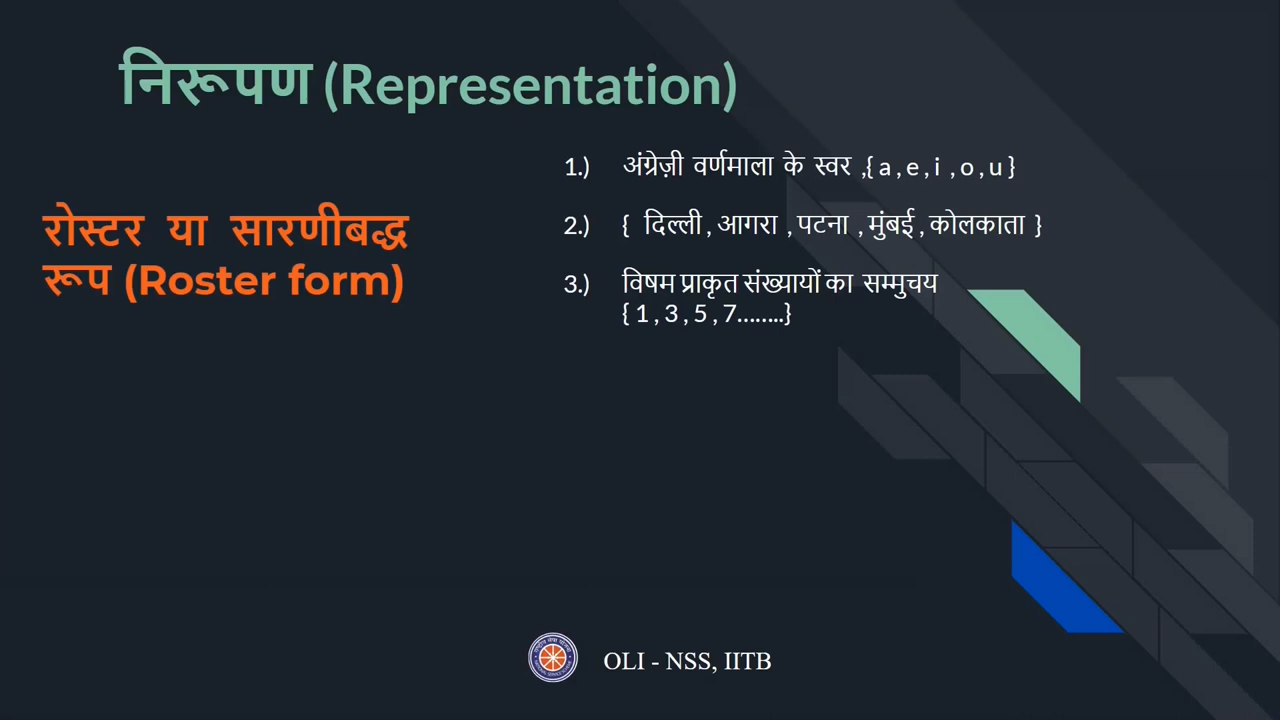 निरूपण (Representation)
रोस्टर या सारणीबद्ध
रूप (Roster form)
1.) अंग्रेज़ी वर्णमाला के स्वर ,{ a , e , i , o , u }
2.) { दिल्ली , आगरा , पटना , मुंबई , कोलकाता }
3.) विषम प्राकृत संख्यायों का सम्मुचय
{ 1 , 3 , 5 , 7........}
OLI - NSS, IITB